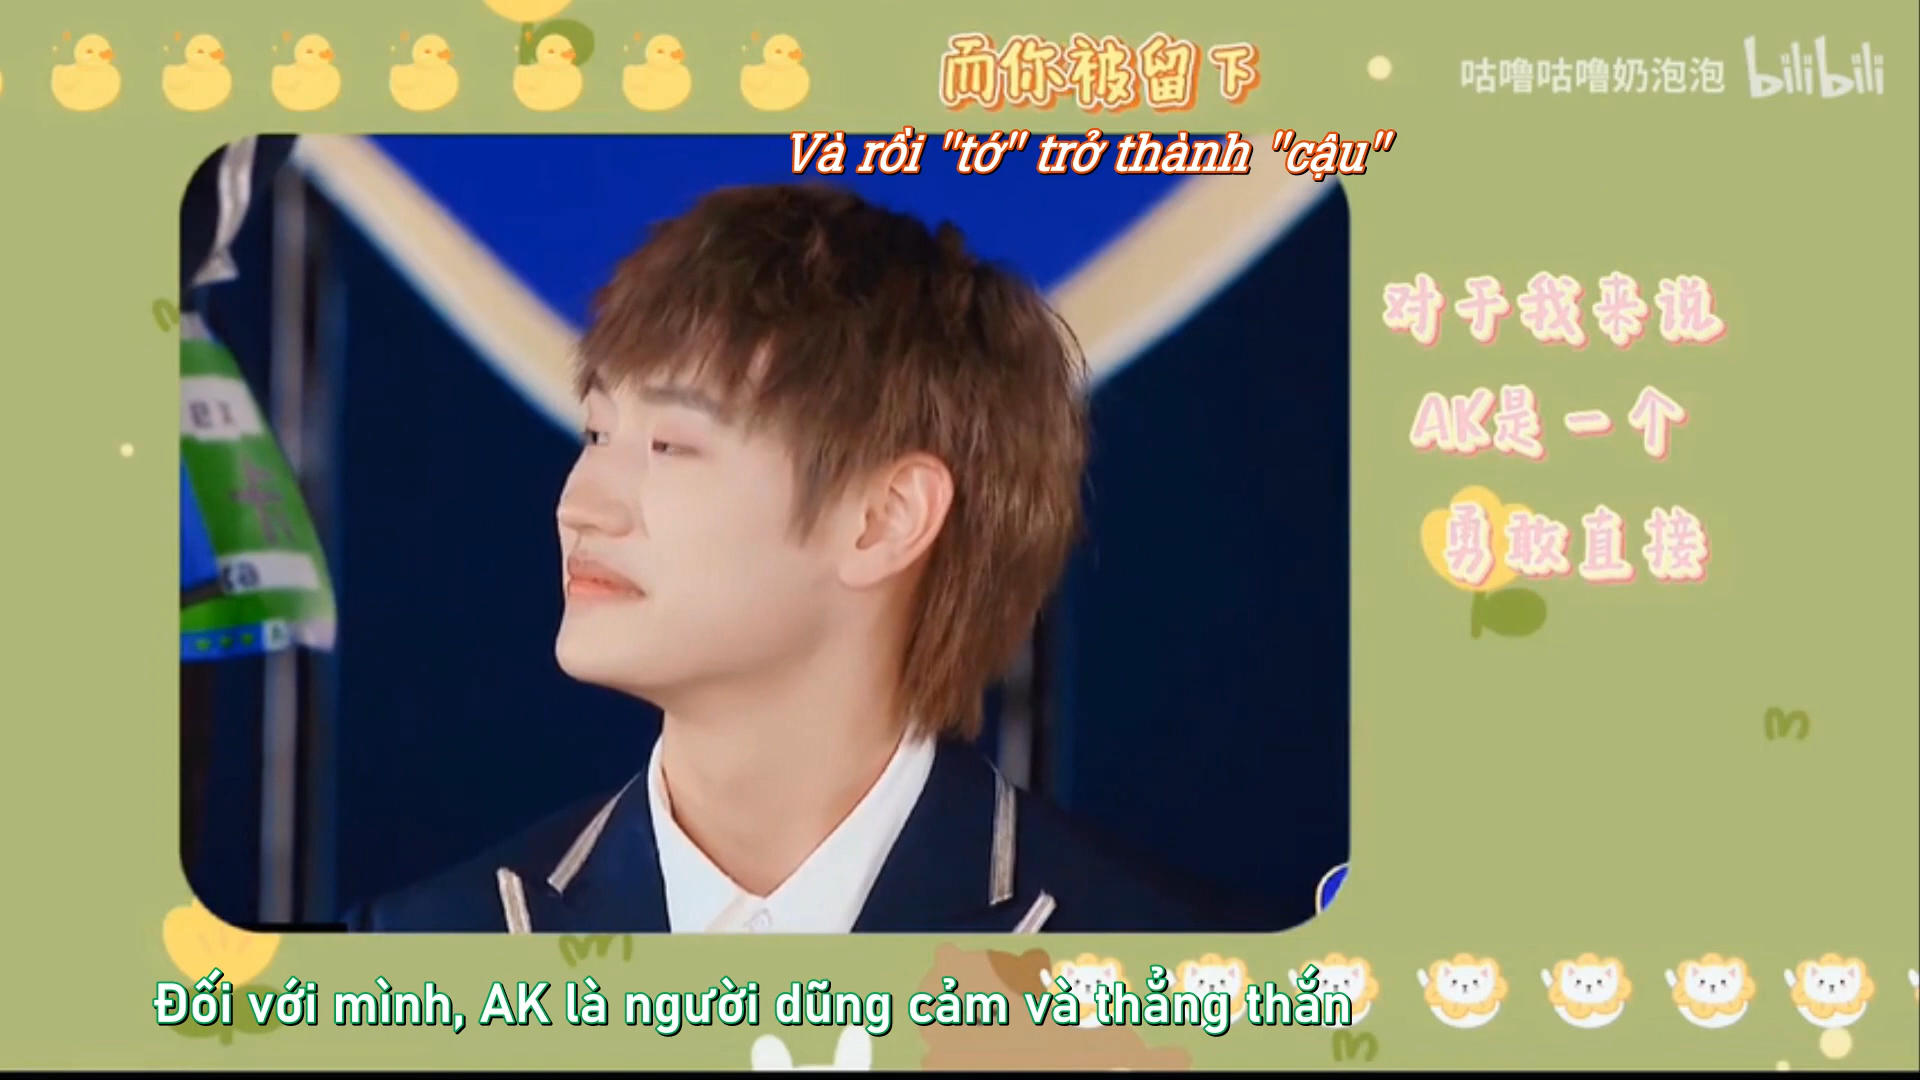 而你被留下
咕噜咕噜奶泡泡 bilibili
Và rồi "tớ" trở thành "cậu"
对于我来说
AK是一个
勇敢直接
Đối với mình, AK là người dũng cảm và thẳng thắn